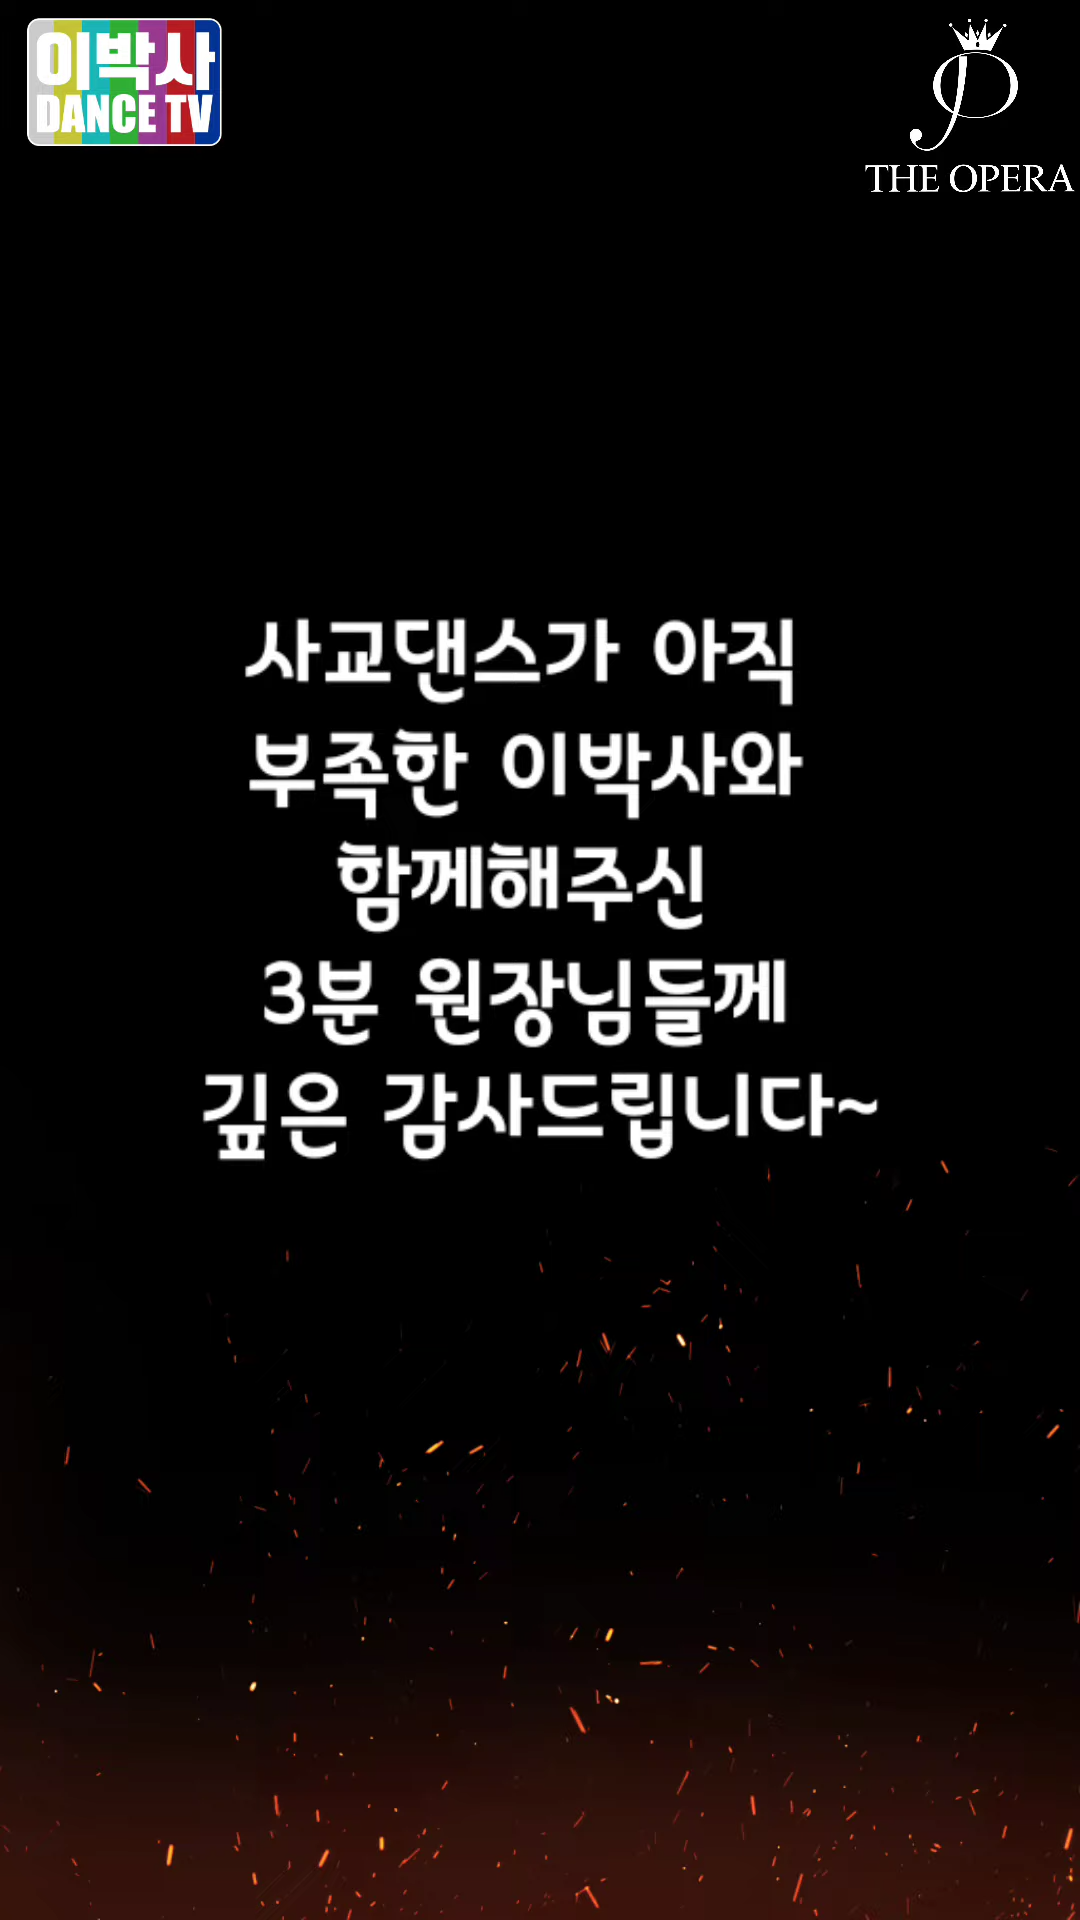 이박사
DANCE TV
THE OPERA
사교댄스가 아직
부족한 이박사와
함께해주신
3분 원장님들께
깊은 감사드립니다~